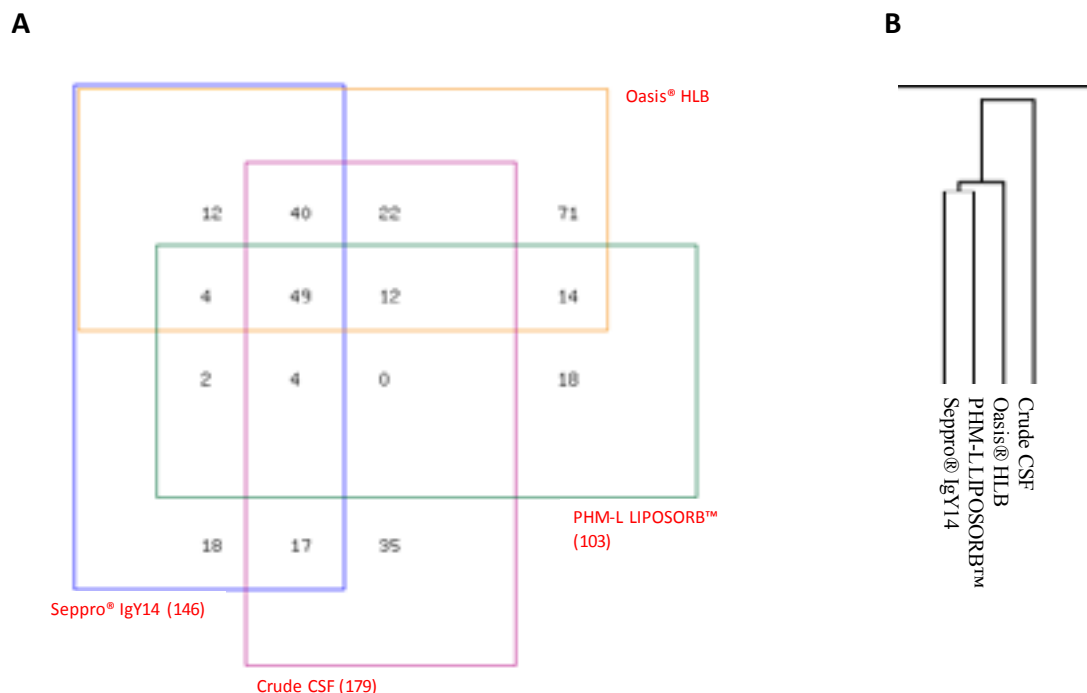 A
B
Oasis® HLB
12 40 22 71
4 49 12 14
2 4 0 18
PHM-L LIPOSORB™
(103)
18 17 35
Seppro® IgY14 (146)
Crude CSF (179)
Seppro® IgY14
PHM-L LIPOSORB™
Oasis® HLB
Crude CSF